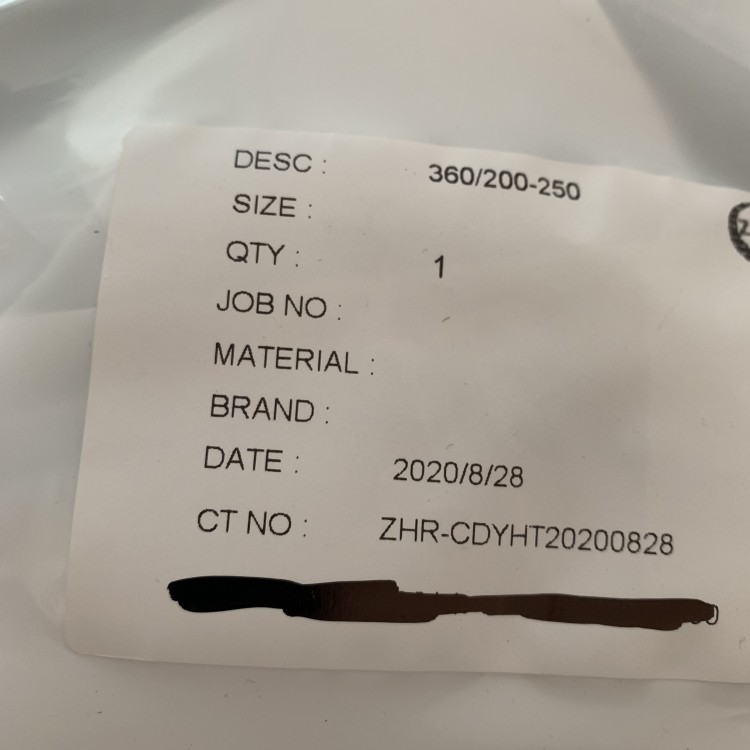 DESC : 360/200-250
SIZE :
QTY : 1
JOB NO :
MATERIAL :
BRAND :
DATE : 2020/8/28
CT NO : ZHR-CDYHT20200828